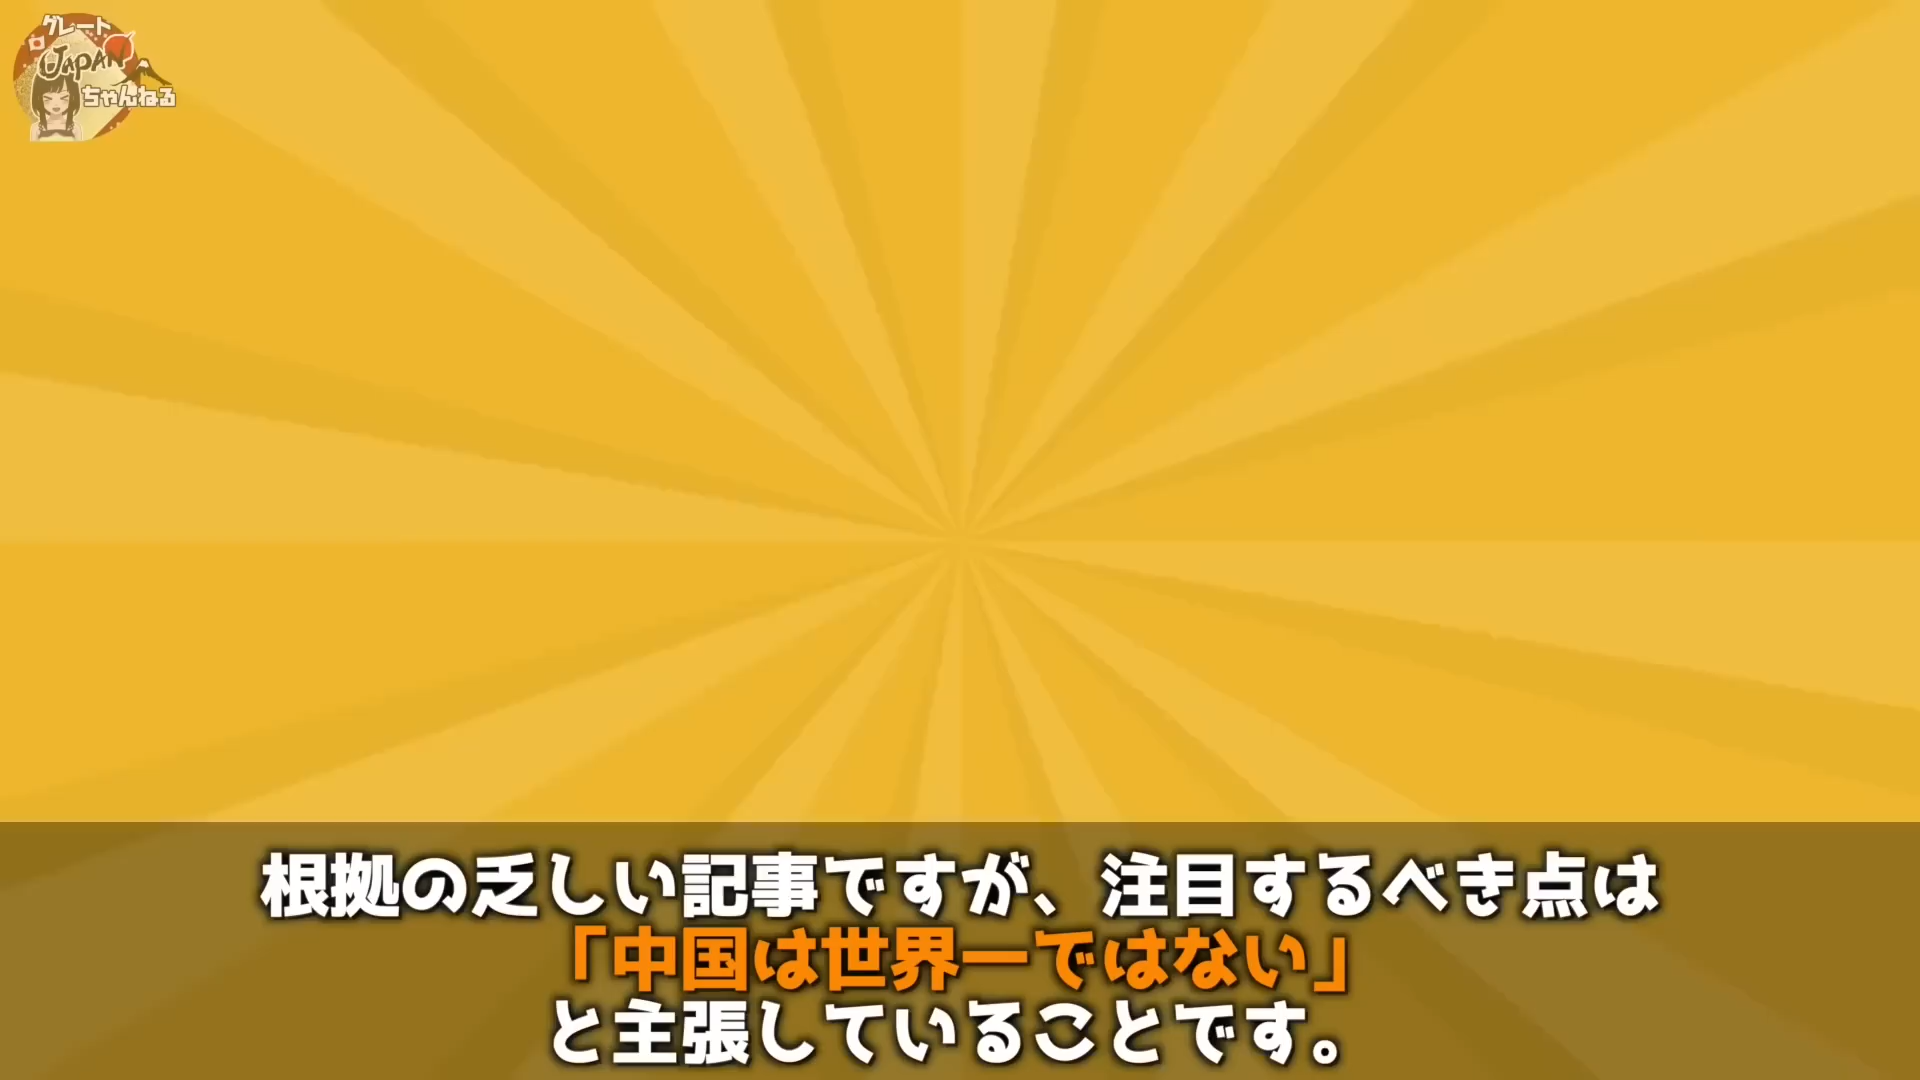 グレート
JAPAN
ちゃんねる
根拠の乏しい記事ですが、注目するべき点は
「中国は世界一ではない」
と主張していることです。